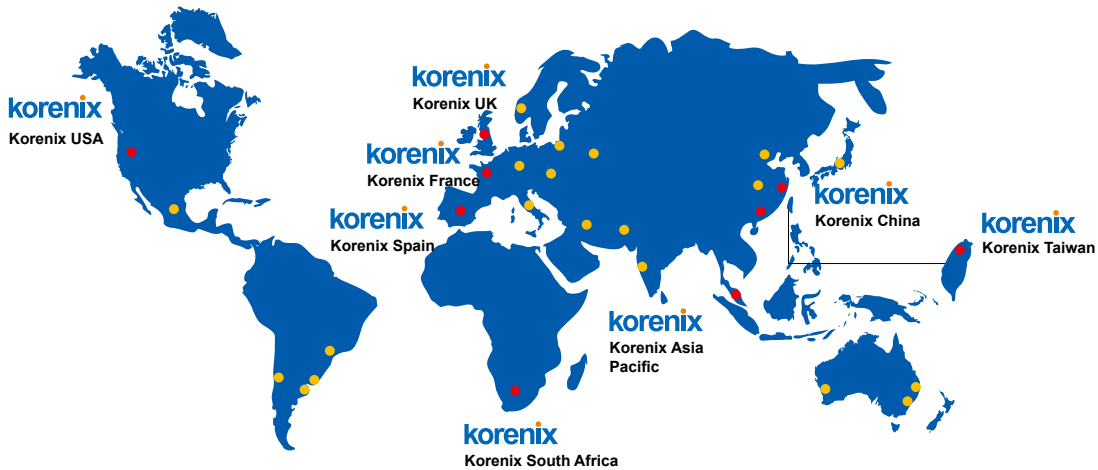 korenix
Korenix UK
korenix
Korenix USA
korenix
Korenix France
korenix
Korenix Spain
korenix
Korenix China
korenix
Korenix Taiwan
korenix
Korenix Asia
Pacific
korenix
Korenix South Africa